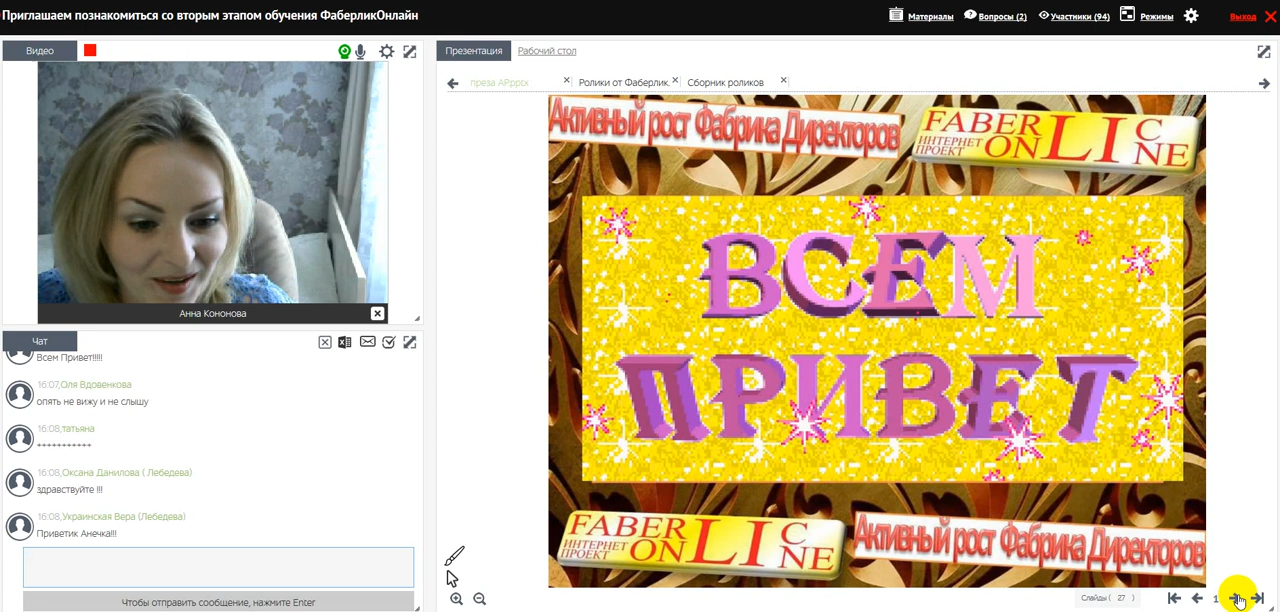 Приглашаем познакомиться со вторым этапом обучения ФаберликОнлайн
Материалы
Вопросы (2)
Участники (94)
Режимы
Выход
Видео
Анна Кононова
Чат
Всем Привет!!!!!
16:07,Оля Вдовенкова
опять не вижу и не слышу
16:08,татьяна
+++++++++++
16:08,Оксана Данилова ( Лебедева)
здравствуйте !!!
16:08,Украинская Вера (Лебедева)
Приветик Анечка!!!
Чтобы отправить сообщение, нажмите Enter
Презентация
Рабочий стол
преза АРpptx
Ролики от Фаберлик.
Сборник роликов
Активный рост Фабрика Директоров
FABERLIC
ИНТЕРНЕТ ПРОЕКТ
ONLINE
ВСЕМ
ПРИВЕТ
FABERLIC
ИНТЕРНЕТ ПРОЕКТ
ONLINE
Активный рост Фабрика Директоров
Слайды ( 27 )
1